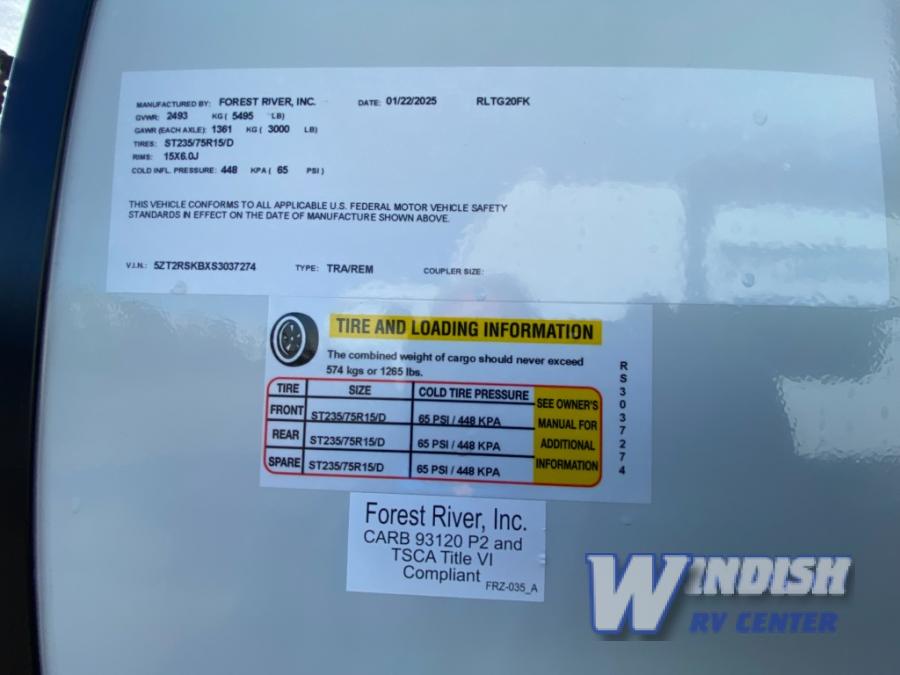 MANUFACTURED BY: FOREST RIVER, INC. DATE: 01/22/2025 RLTG20FK
GVWR: 2493 KG ( 5495 LB)
GAWR (EACH AXLE): 1361 KG ( 3000 LB)
TIRES: ST235/75R15/D
RIMS: 15X6.0J
COLD INFL. PRESSURE: 448 KPA ( 65 PSI )
THIS VEHICLE CONFORMS TO ALL APPLICABLE U.S. FEDERAL MOTOR VEHICLE SAFETY
STANDARDS IN EFFECT ON THE DATE OF MANUFACTURE SHOWN ABOVE.
V.I.N.: 5ZT2RSKBXS3037274 TYPE: TRA/REM COUPLER SIZE:
TIRE AND LOADING INFORMATION
The combined weight of cargo should never exceed
574 kgs or 1265 lbs.
TIRE SIZE COLD TIRE PRESSURE
FRONT ST235/75R15/D 65 PSI / 448 KPA
REAR ST235/75R15/D 65 PSI / 448 KPA
SPARE ST235/75R15/D 65 PSI / 448 KPA
SEE OWNER'S
MANUAL FOR
ADDITIONAL
INFORMATION
RS3037274
Forest River, Inc.
CARB 93120 P2 and
TSCA Title VI
Compliant
FRZ-035_A
WINDISH
RV CENTER